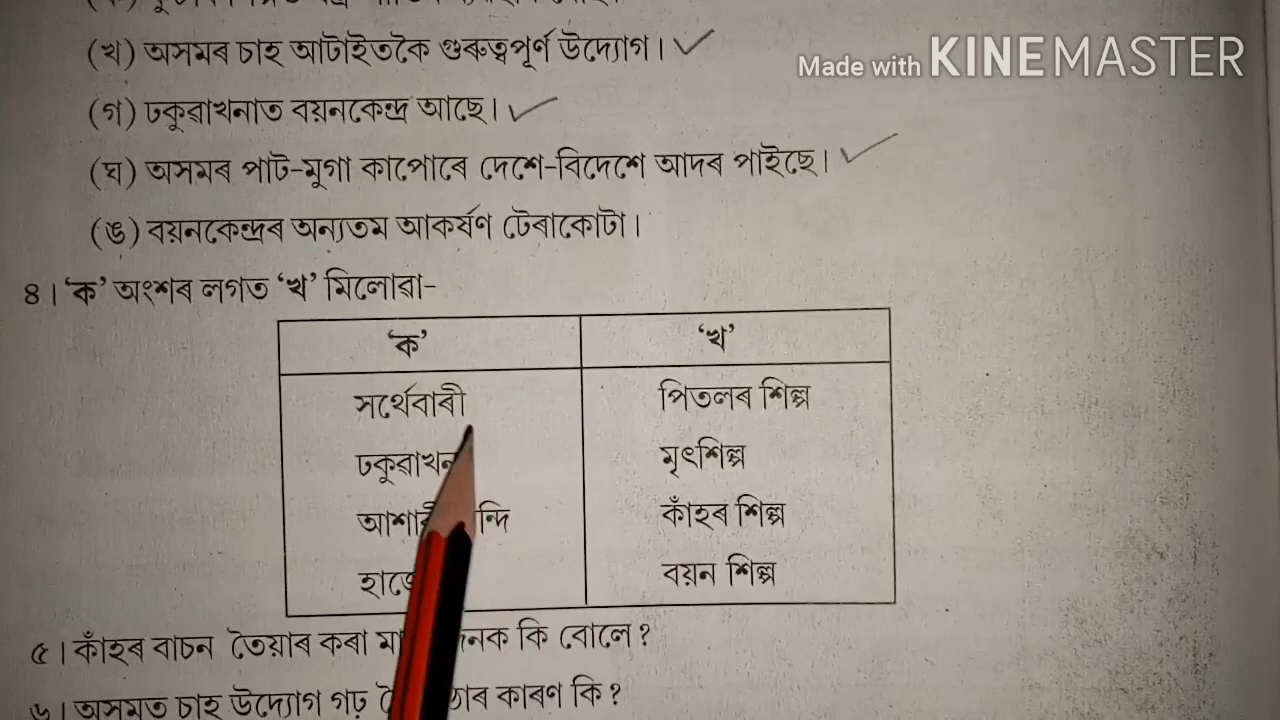 (খ) অসমৰ চাহ আটাইতকৈ গুৰুত্বপূৰ্ণ উদ্যোগ।
Made with KINEMASTER
(গ) ঢকুৱাখনাত বয়নকেন্দ্ৰ আছে।
(ঘ) অসমৰ পাট-মুগা কাপোৰে দেশে-বিদেশে আদৰ পাইছে।
(ঙ) বয়নকেন্দ্ৰৰ অন্যতম আকৰ্ষণ টেৰাকোটা।
৪। ‘ক’ অংশৰ লগত ‘খ’ মিলোৱা-
‘ক’ ‘খ’
সৰ্থেবাৰী পিতলৰ শিল্প
মৃৎশিল্প
কাঁহৰ শিল্প
বয়ন শিল্প
৫। কাঁহৰ বাচন তৈয়াৰ কৰা কি বোলে?
৬। অসমত চাহ উদ্যোগ গঢ় কাৰণ কি?